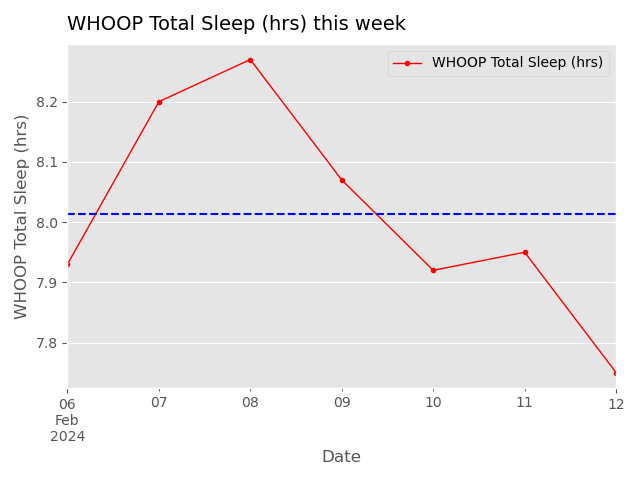 WHOOP Total Sleep (hrs) this week
WHOOP Total Sleep (hrs)
WHOOP Total Sleep (hrs)
8.2
8.1
8.0
7.9
7.8
06 07 08 09 10 11 12
Feb
2024
Date